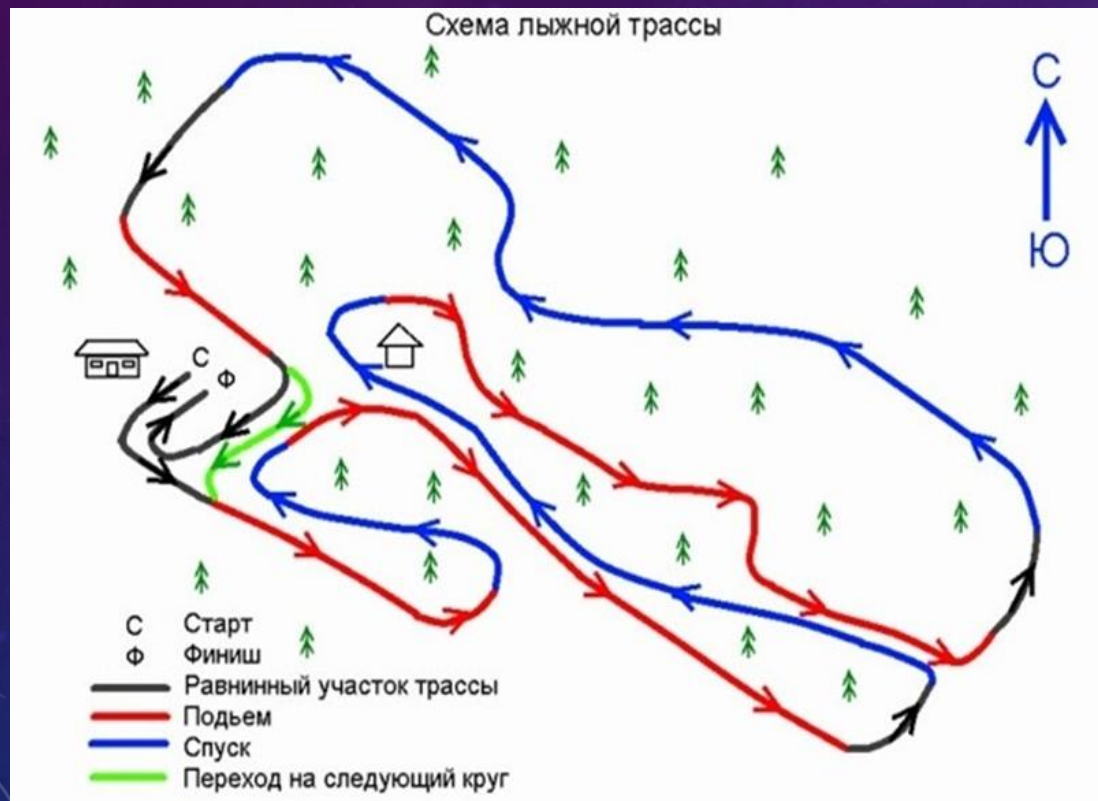 Схема лыжной трассы
С
Ю
С
Ф
С Старт
Ф Финиш
Равнинный участок трассы
Подьем
Спуск
Переход на следующий круг